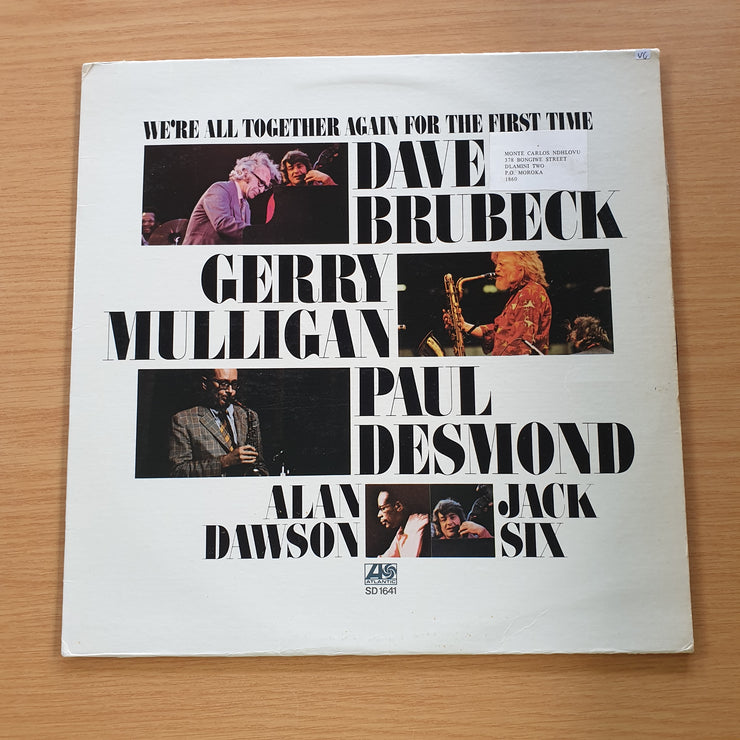 VG
WE'RE ALL TOGETHER AGAIN FOR THE FIRST TIME
DAVE
BRUBECK
MONTE CARLOS NDHLOVU
378 BONGIWE STREET
DLAMINI TWO
P.O. MOROKA
1860
GERRY
MULLIGAN
PAUL
DESMOND
ALAN
DAWSON
JACK
SIX
ATLANTIC
SD 1641